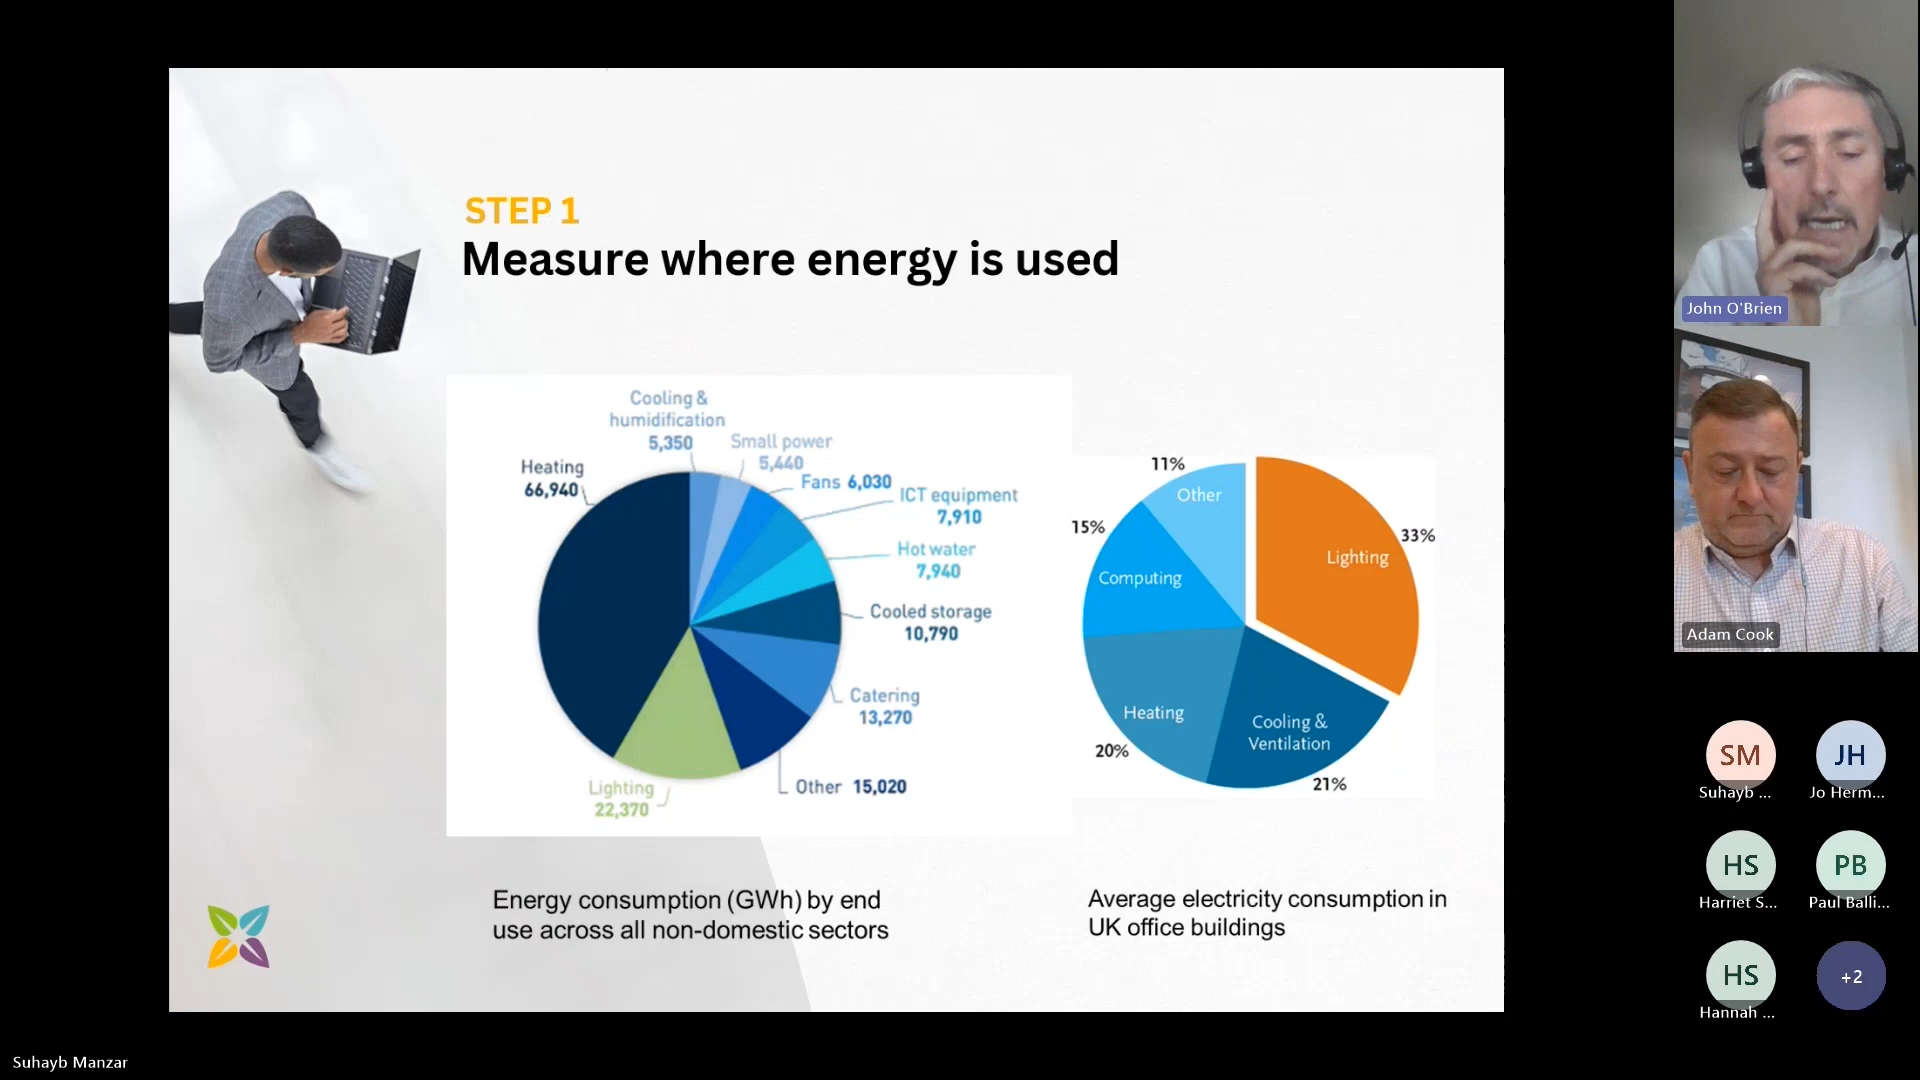 STEP 1
Measure where energy is used
Cooling &
humidification
5,350
Small power
5,440
Heating
66,940
Fans 6,030
ICT equipment
7,910
Hot water
7,940
Cooled storage
10,790
Catering
13,270
Other 15,020
Lighting
22,370
Energy consumption (GWh) by end
use across all non-domestic sectors
11%
Other
15%
Computing
33%
Lighting
Heating
20%
Cooling &
Ventilation
21%
Average electricity consumption in
UK office buildings
John O'Brien
Adam Cook
SM
Suhayb ...
JH
Jo Herm...
HS
Harriet S...
PB
Paul Balli...
HS
Hannah ...
+2
Suhayb Manzar